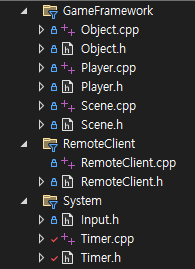 GameFramework
Object.cpp
Object.h
Player.cpp
Player.h
Scene.cpp
Scene.h
RemoteClient
RemoteClient.cpp
RemoteClient.h
System
Input.h
Timer.cpp
Timer.h